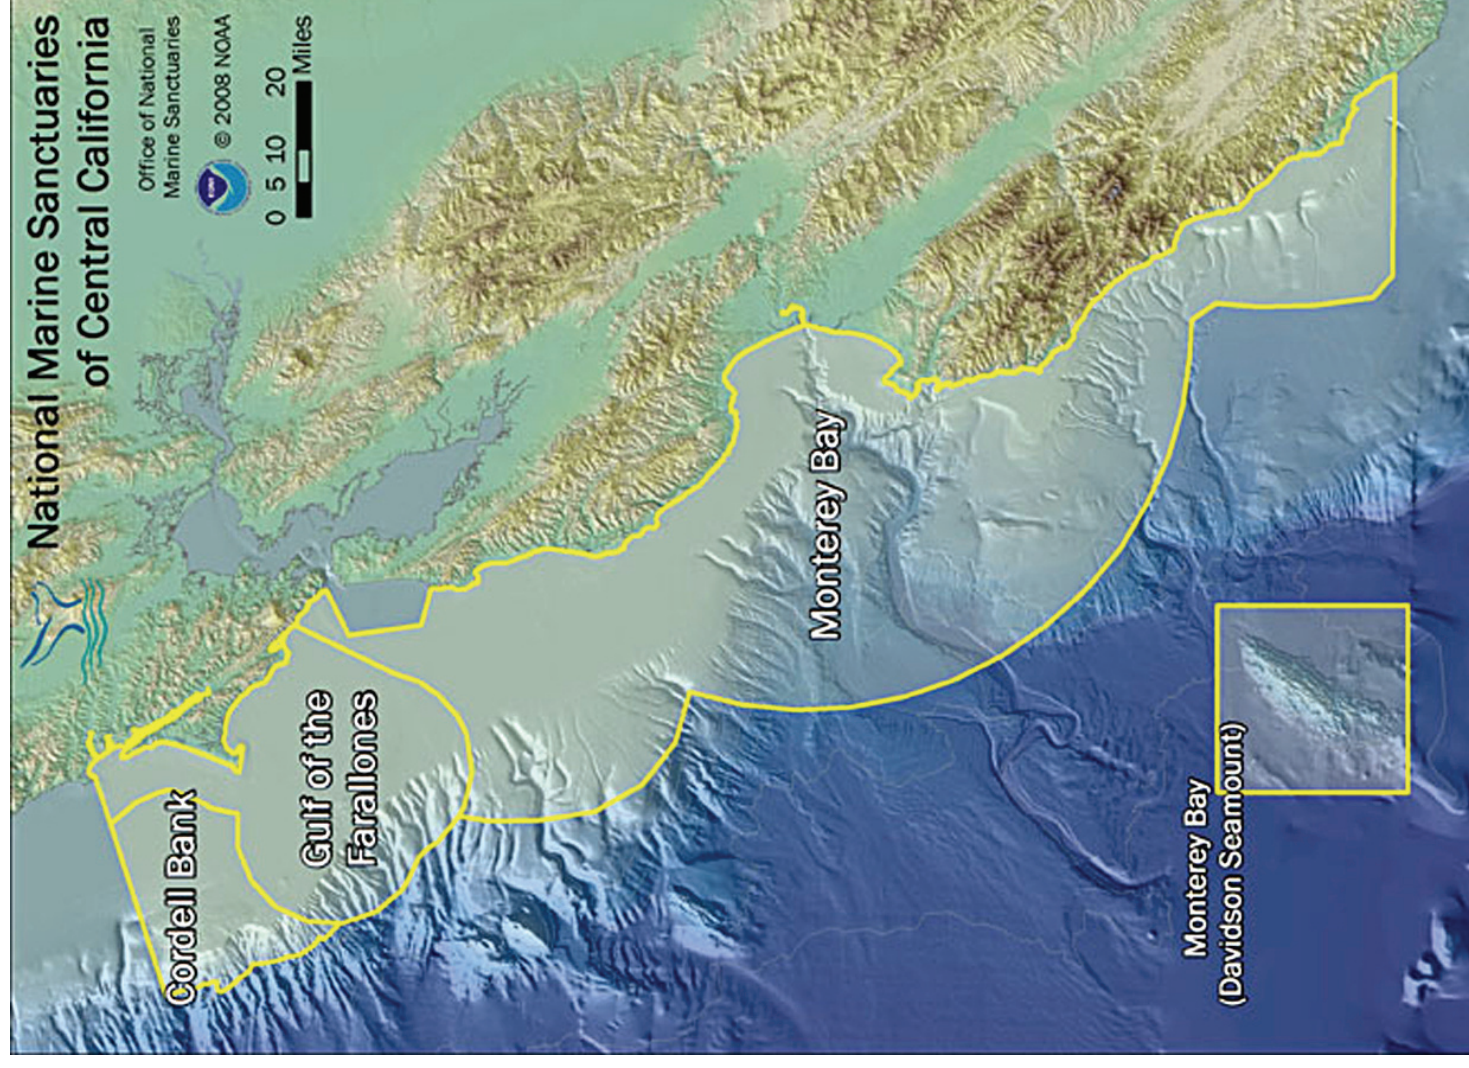 National Marine Sanctuaries
of Central California
Office of National
Marine Sanctuaries
© 2008 NOAA
0 5 10 20 Miles
Cordell Bank
Gulf of the
Farallones
Monterey Bay
Monterey Bay
(Davidson Seamount)